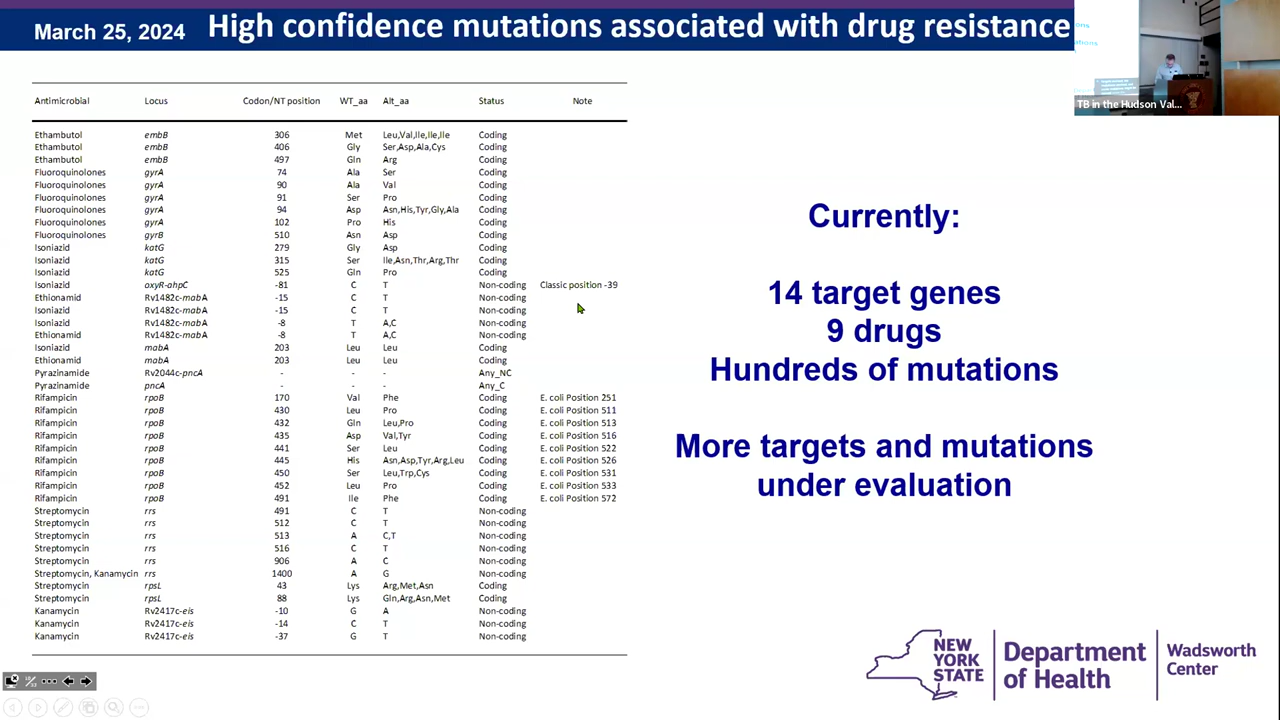 March 25, 2024 High confidence mutations associated with drug resistance
TB in the Hudson Val...
Antimicrobial Locus Codon/NT position WT_aa Alt_aa Status Note
Ethambutol embB 306 Met Leu,Val,Ile,Ile,Ile Coding
Ethambutol embB 406 Gly Ser,Asp,Ala,Cys Coding
Ethambutol embB 497 Gln Arg Coding
Fluoroquinolones gyrA 74 Ala Ser Coding
Fluoroquinolones gyrA 90 Ala Val Coding
Fluoroquinolones gyrA 91 Ser Pro Coding
Fluoroquinolones gyrA 94 Asp Asn,His,Tyr,Gly,Ala Coding
Fluoroquinolones gyrA 102 Pro His Coding
Fluoroquinolones gyrB 510 Asn Asp Coding
Isoniazid katG 279 Gly Asp Coding
Isoniazid katG 315 Ser Ile,Asn,Thr,Arg,Thr Coding
Isoniazid katG 525 Gln Pro Coding
Isoniazid oxyR-ahpC -81 C T Non-coding Classic position -39
Ethionamid Rv1482c-mabA -15 C T Non-coding
Isoniazid Rv1482c-mabA -15 C T Non-coding
Isoniazid Rv1482c-mabA -8 T A,C Non-coding
Ethionamid Rv1482c-mabA -8 T A,C Non-coding
Isoniazid mabA 203 Leu Leu Coding
Ethionamid mabA 203 Leu Leu Coding
Pyrazinamide Rv2044c-pncA - - - Any_NC
Pyrazinamide pncA - - - Any_C
Rifampicin rpoB 170 Val Phe Coding E. coli Position 251
Rifampicin rpoB 430 Leu Pro Coding E. coli Position 511
Rifampicin rpoB 432 Gln Leu,Pro Coding E. coli Position 513
Rifampicin rpoB 435 Asp Val,Tyr Coding E. coli Position 516
Rifampicin rpoB 441 Ser Leu Coding E. coli Position 522
Rifampicin rpoB 445 His Asn,Asp,Tyr,Arg,Leu Coding E. coli Position 526
Rifampicin rpoB 450 Ser Leu,Trp,Cys Coding E. coli Position 531
Rifampicin rpoB 452 Leu Pro Coding E. coli Position 533
Rifampicin rpoB 491 Ile Phe Coding E. coli Position 572
Streptomycin rrs 491 C T Non-coding
Streptomycin rrs 512 C T Non-coding
Streptomycin rrs 513 A C,T Non-coding
Streptomycin rrs 516 C T Non-coding
Streptomycin rrs 906 A C Non-coding
Streptomycin, Kanamycin rrs 1400 A G Non-coding
Streptomycin rpsL 43 Lys Arg,Met,Asn Coding
Streptomycin rpsL 88 Lys Gln,Arg,Asn,Met Coding
Kanamycin Rv2417c-eis -10 G A Non-coding
Kanamycin Rv2417c-eis -14 C T Non-coding
Kanamycin Rv2417c-eis -37 G T Non-coding
Currently:
14 target genes
9 drugs
Hundreds of mutations
More targets and mutations
under evaluation
NEW
YORK
STATE
Department
of Health
Wadsworth
Center